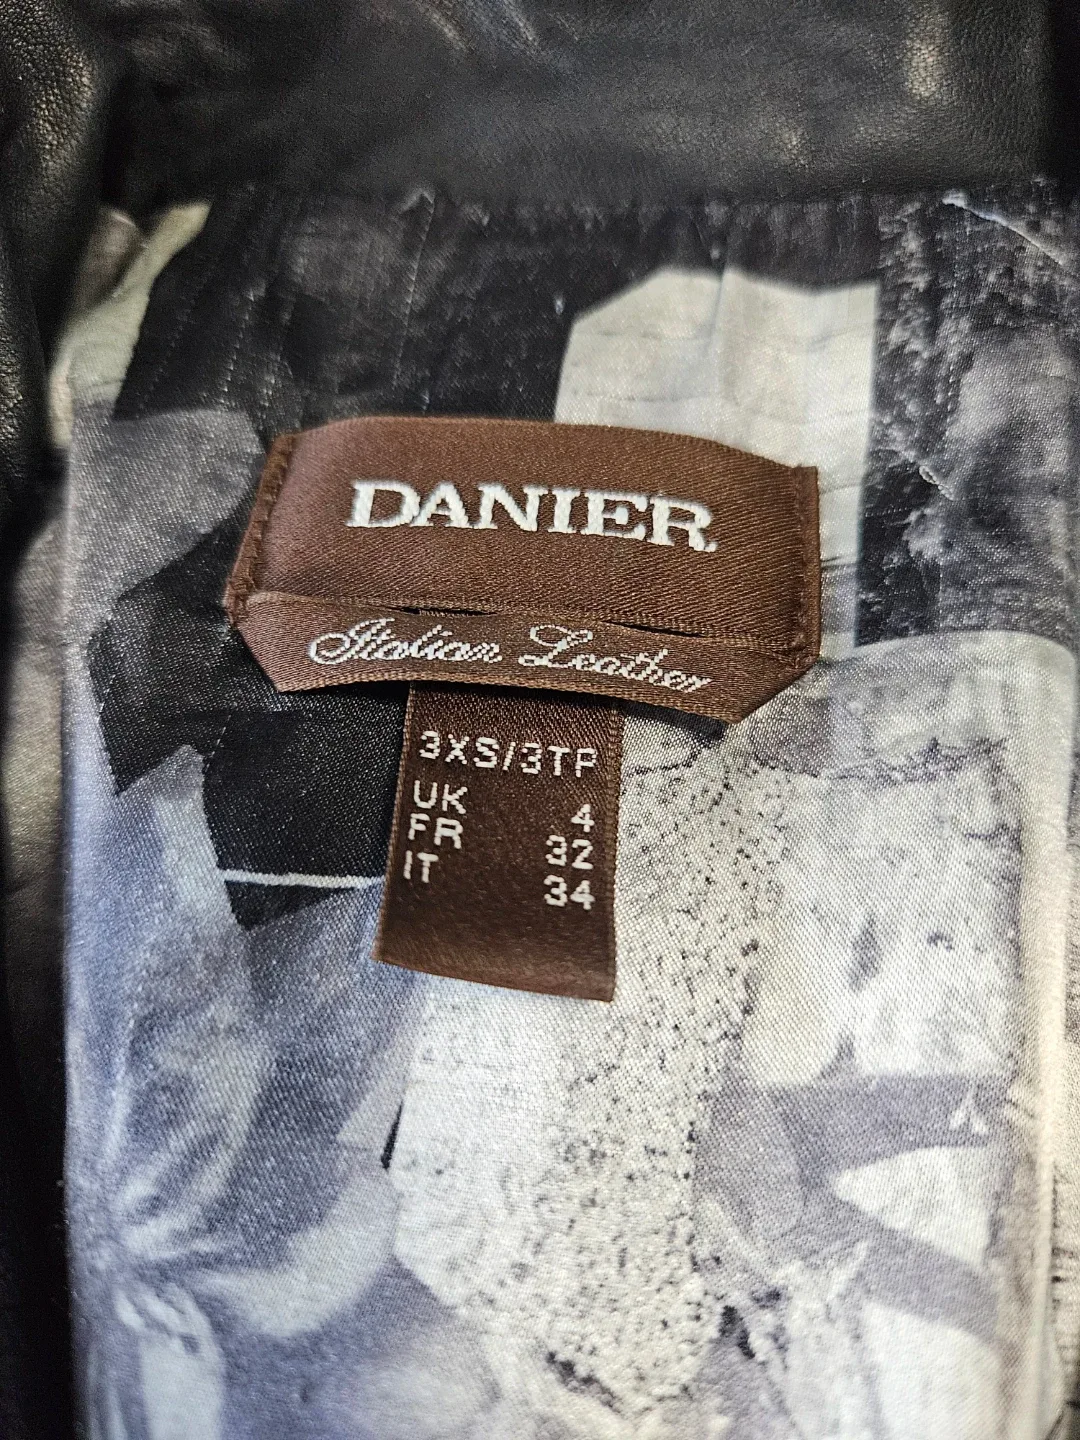 DANIER
Italian Leather
3XS/3TP
UK 4
FR 32
IT 34